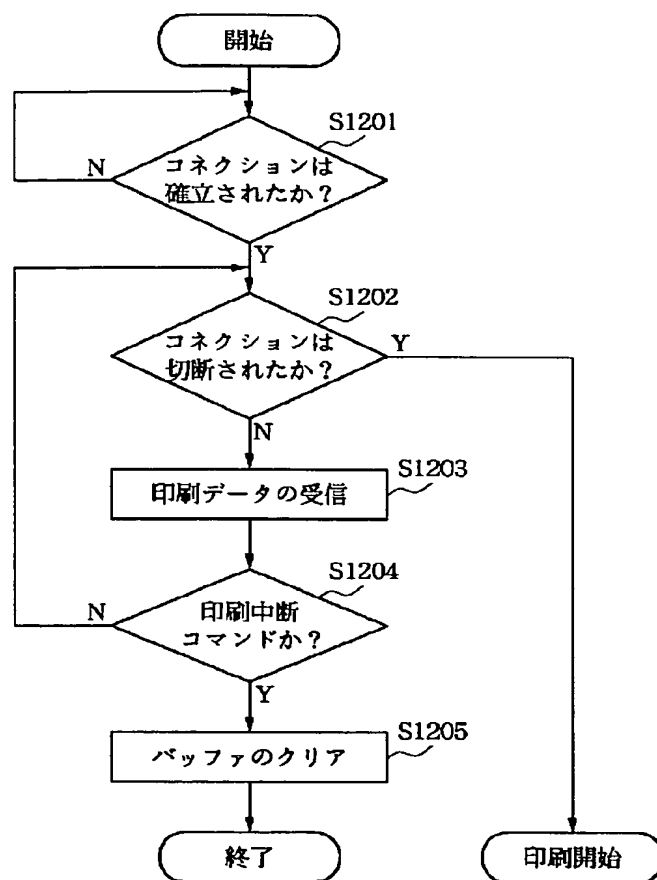 開始
S1201
コネクションは
確立されたか？
N
Y
S1202
コネクションは
切断されたか？
Y
N
S1203
印刷データの受信
S1204
印刷中断
コマンドか？
N
Y
S1205
バッファのクリア
終了
印刷開始